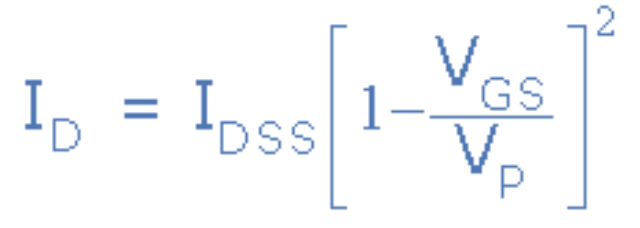 I_D = I_DSS [1 - V_GS / V_P]^2